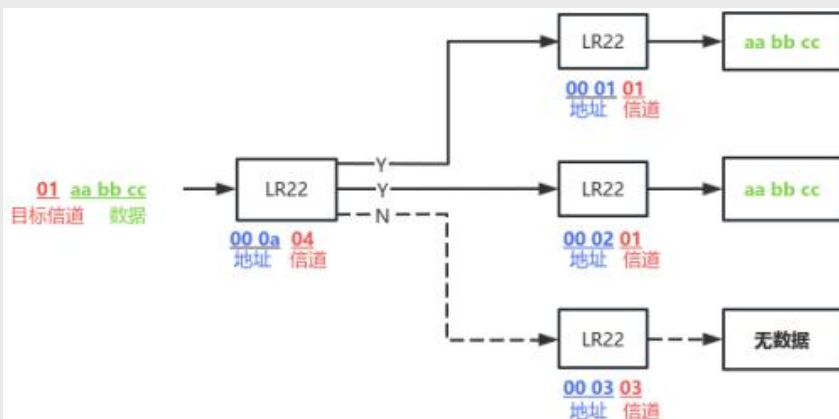 LR22
aa bb cc
00 01 01
地址 信道
Y
01 aa bb cc
目标信道 数据
LR22
Y
LR22
aa bb cc
N
00 0a 04
地址 信道
00 02 01
地址 信道
LR22
无数据
00 03 03
地址 信道